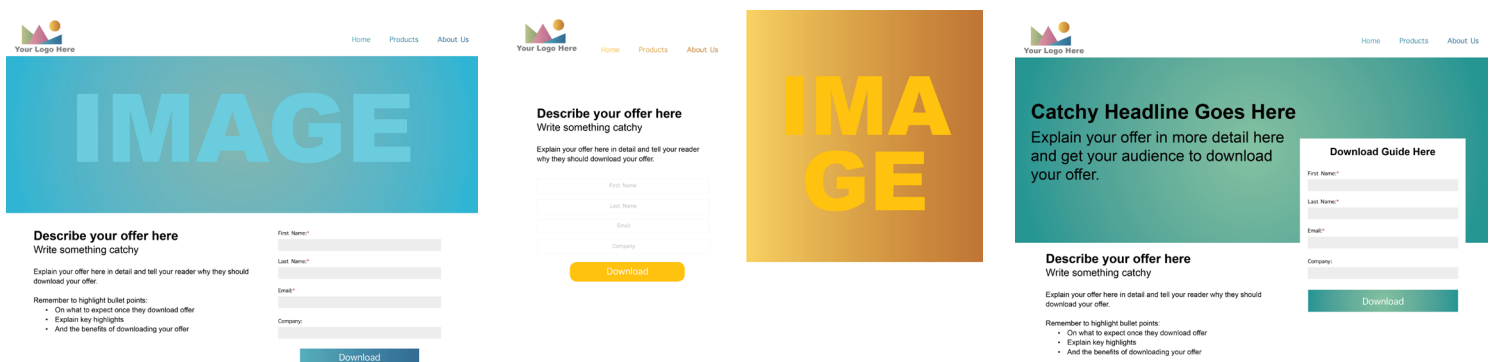 Your Logo Here
Home Products About Us
IMAGE
Describe your offer here
Write something catchy
Explain your offer here in detail and tell your reader why they should
download your offer.
Remember to highlight bullet points:
• On what to expect once they download offer
• Explain key highlights
• And the benefits of downloading your offer
First Name:*
Last Name:*
Email:*
Company:
Download
Your Logo Here
Home Products About Us
Describe your offer here
Write something catchy
Explain your offer here in detail and tell your reader
why they should download your offer.
First Name
Last Name
Email
Company
Download
IMA
GE
Your Logo Here
Home Products About Us
Catchy Headline Goes Here
Explain your offer in more detail here
and get your audience to download
your offer.
Download Guide Here
First Name:*
Last Name:*
Email:*
Company:
Download
Describe your offer here
Write something catchy
Explain your offer here in detail and tell your reader why they should
download your offer.
Remember to highlight bullet points:
• On what to expect once they download offer
• Explain key highlights
• And the benefits of downloading your offer